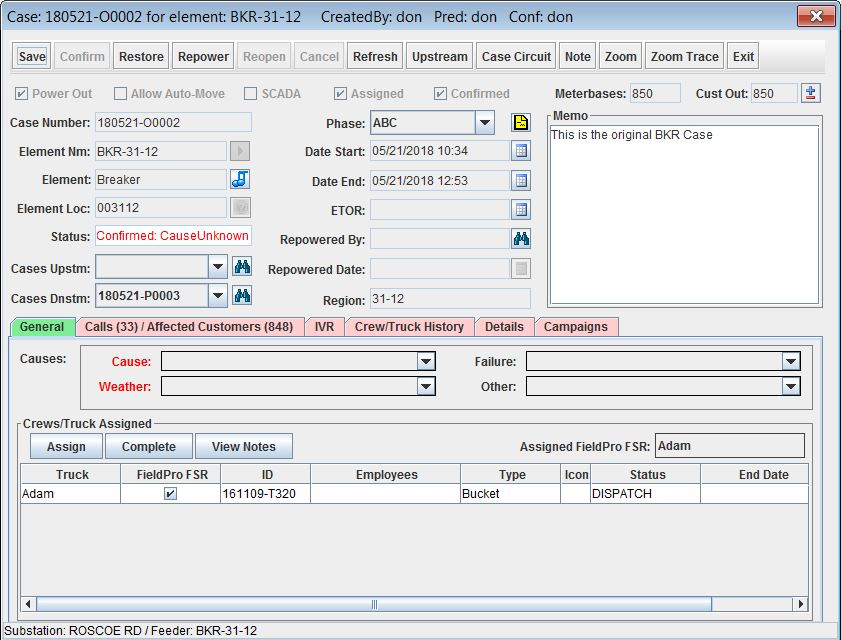 Case: 180521-O0002 for element: BKR-31-12 CreatedBy: don Pred: don Conf: don
Save Confirm Restore Repower Reopen Cancel Refresh Upstream Case Circuit Note Zoom Zoom Trace Exit
Power Out Allow Auto-Move SCADA Assigned Confirmed Meterbases: 850 Cust Out: 850
Case Number: 180521-O0002 Phase: ABC Memo
This is the original BKR Case
Element Nm: BKR-31-12 Date Start: 05/21/2018 10:34
Element: Breaker Date End: 05/21/2018 12:53
Element Loc: 003112 ETOR:
Status: Confirmed: CauseUnknown Repowered By:
Cases Upstm: Repowered Date:
Cases Dnstm: 180521-P0003 Region: 31-12
General Calls (33) / Affected Customers (848) IVR Crew/Truck History Details Campaigns
Causes: Cause: Failure:
Weather: Other:
Crews/Truck Assigned
Assign Complete View Notes Assigned FieldPro FSR: Adam
Truck FieldPro FSR ID Employees Type Icon Status End Date
Adam 161109-T320 Bucket DISPATCH
Substation: ROSCOE RD / Feeder: BKR-31-12